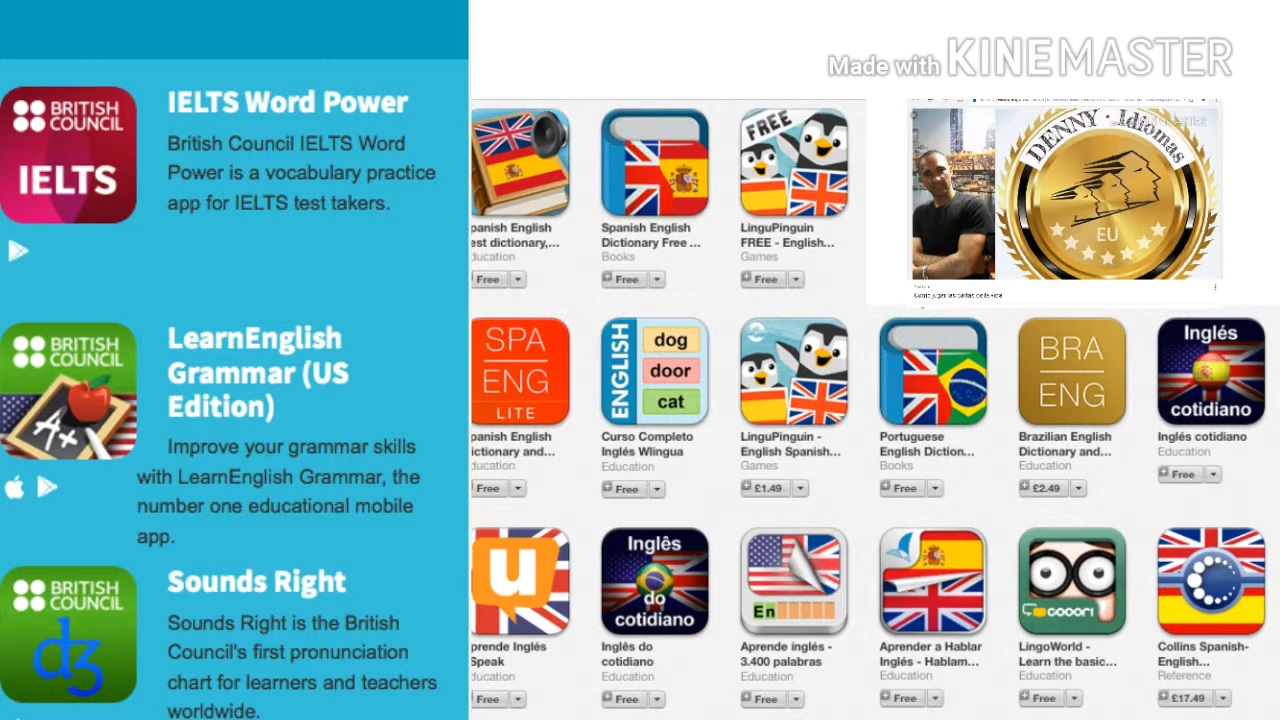 Made with KINEMASTER
BRITISH
COUNCIL
IELTS
IELTS Word Power
British Council IELTS Word
Power is a vocabulary practice
app for IELTS test takers.
BRITISH
COUNCIL
A+
LearnEnglish
Grammar (US
Edition)
Improve your grammar skills
with LearnEnglish Grammar, the
number one educational mobile
app.
BRITISH
COUNCIL
dʒ
Sounds Right
Sounds Right is the British
Council's first pronunciation
chart for learners and teachers
worldwide.
panish English
est dictionary,...
ducation
Free
Spanish English
Dictionary Free ...
Books
Free
FREE
LinguPinguin
FREE - English...
Games
Free
DENNY · Idiomas
EU
Como jugar las cartas de la vida
SPA
ENG
LITE
panish English
ictionary and...
ducation
Free
ENGLISH
dog
door
cat
Curso Completo
Inglés Wlingua
Education
Free
LinguPinguin -
English Spanish...
Games
£1.49
Portuguese
English Diction...
Books
Free
BRA
ENG
Brazilian English
Dictionary and...
Education
£2.49
Inglés
cotidiano
Inglés cotidiano
Education
Free
u
prende Inglés
Speak
ducation
Free
Inglês
do
cotidiano
Inglês do
cotidiano
Education
Free
En
Aprende inglés -
3.400 palabras
Education
Free
Aprender a Hablar
Inglés - Hablam...
Education
Free
cooori
LingoWorld -
Learn the basic...
Education
Free
Collins Spanish-
English...
Reference
£17.49